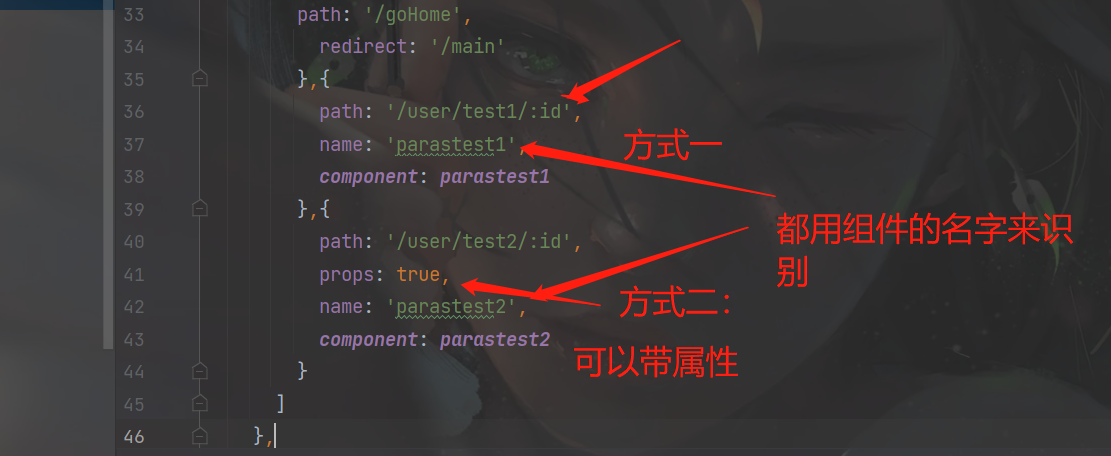 33 path: '/goHome',
34 redirect: '/main'
35 },{
36 path: '/user/test1/:id',
37 name: 'parastest1',
方式一
38 component: parastest1
39 },{
都用组件的名字来识
别
40 path: '/user/test2/:id',
41 props: true,
42 name: 'parastest2',
方式二：
43 component: parastest2
可以带属性
44 }
45 ]
46 },